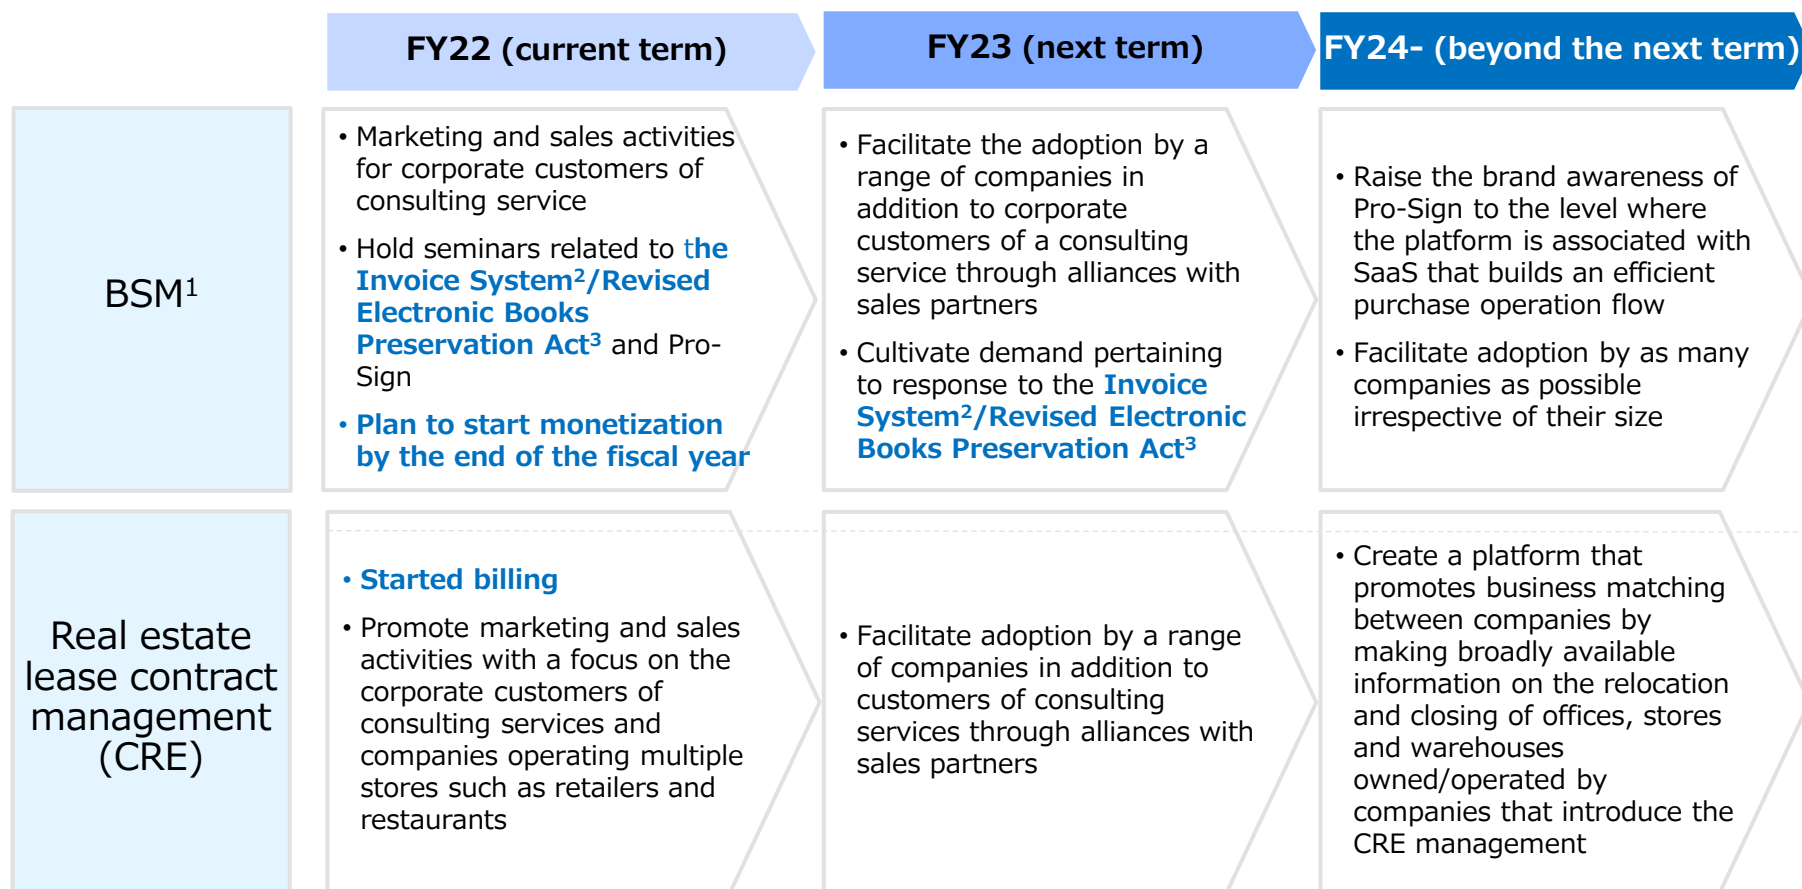 FY22 (current term)
FY23 (next term)
FY24- (beyond the next term)
BSM¹
• Marketing and sales activities
for corporate customers of
consulting service
• Hold seminars related to the
Invoice System²/Revised
Electronic Books
Preservation Act³ and Pro-
Sign
• Plan to start monetization
by the end of the fiscal year
• Facilitate the adoption by a
range of companies in
addition to corporate
customers of a consulting
service through alliances with
sales partners
• Cultivate demand pertaining
to response to the Invoice
System²/Revised Electronic
Books Preservation Act³
• Raise the brand awareness of
Pro-Sign to the level where
the platform is associated with
SaaS that builds an efficient
purchase operation flow
• Facilitate adoption by as many
companies as possible
irrespective of their size
Real estate
lease contract
management
(CRE)
• Started billing
• Promote marketing and sales
activities with a focus on the
corporate customers of
consulting services and
companies operating multiple
stores such as retailers and
restaurants
• Facilitate adoption by a range
of companies in addition to
customers of consulting
services through alliances with
sales partners
• Create a platform that
promotes business matching
between companies by
making broadly available
information on the relocation
and closing of offices, stores
and warehouses
owned/operated by
companies that introduce the
CRE management